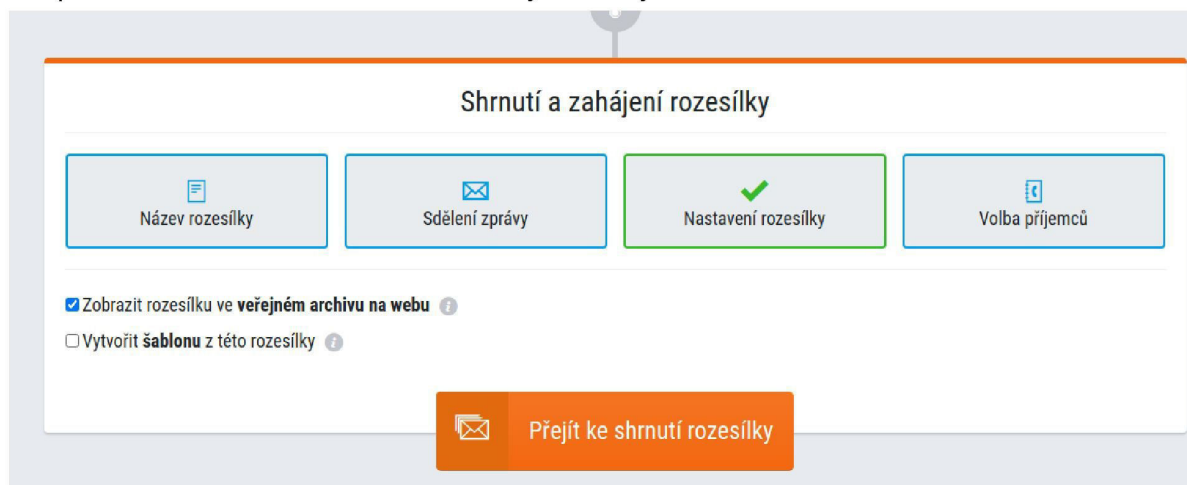 Shrnutí a zahájení rozesílky
Název rozesílky
Sdělení zprávy
Nastavení rozesílky
Volba příjemců
Zobrazit rozesílku ve veřejném archivu na webu
Vytvořit šablonu z této rozesílky
Přejít ke shrnutí rozesílky